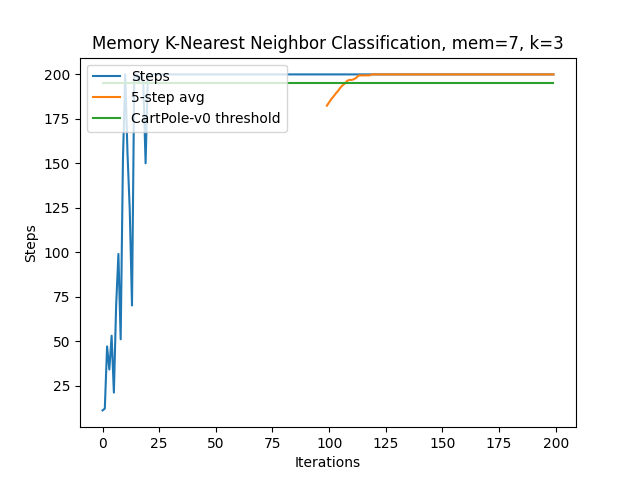 Memory K-Nearest Neighbor Classification, mem=7, k=3
Steps
5-step avg
CartPole-v0 threshold
200
175
150
125
100
75
50
25
Steps
0 25 50 75 100 125 150 175 200
Iterations